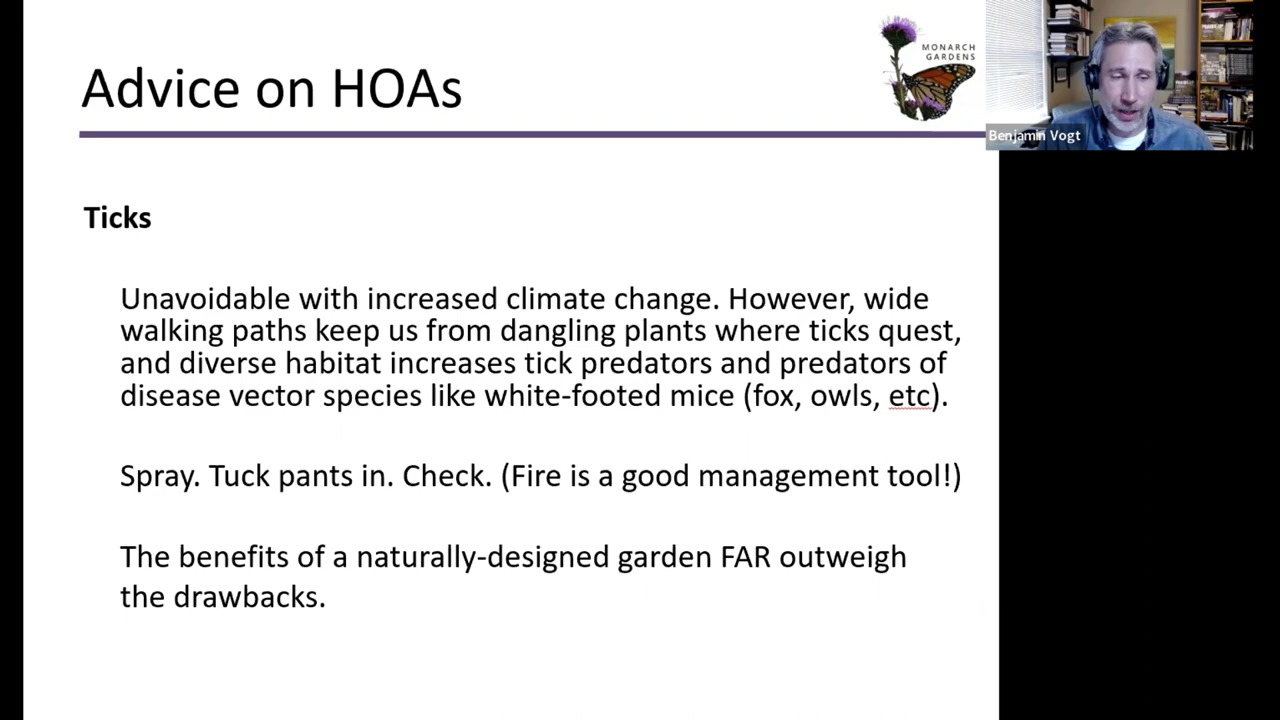 Advice on HOAs
MONARCH
GARDENS
Benjamin Vogt
Ticks
Unavoidable with increased climate change. However, wide
walking paths keep us from dangling plants where ticks quest,
and diverse habitat increases tick predators and predators of
disease vector species like white-footed mice (fox, owls, etc).
Spray. Tuck pants in. Check. (Fire is a good management tool!)
The benefits of a naturally-designed garden FAR outweigh
the drawbacks.